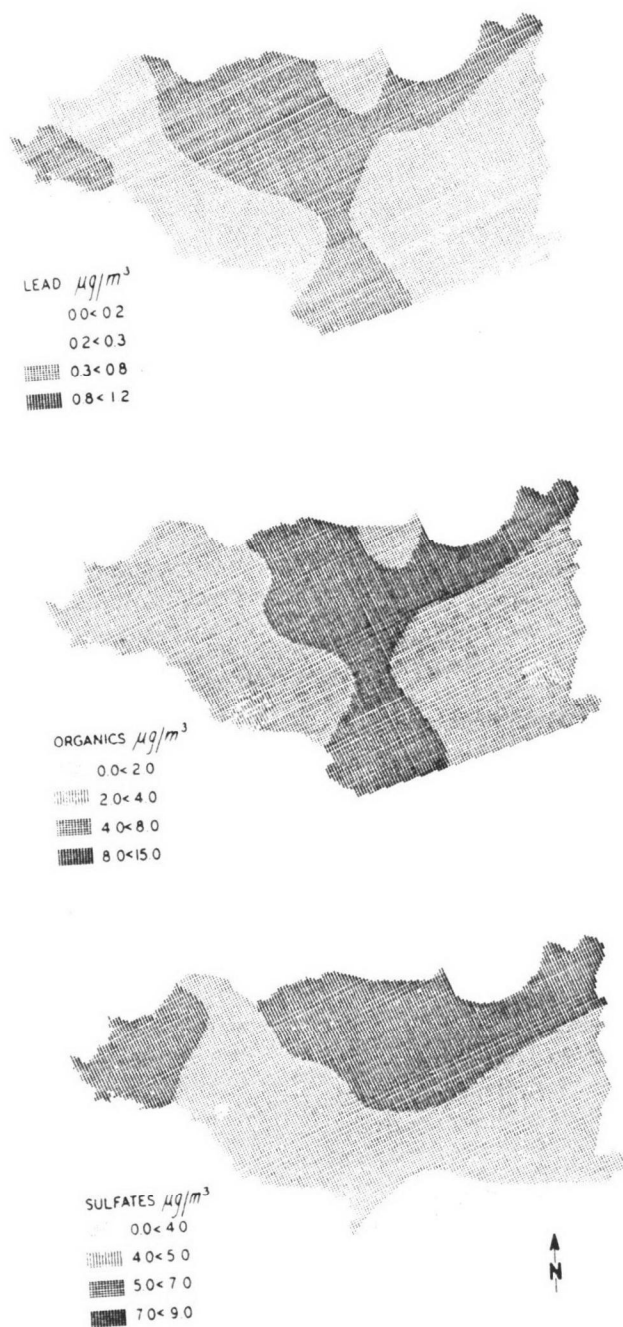 LEAD µg/m³
0.0 < 0.2
0.2 < 0.3
0.3 < 0.8
0.8 < 1.2
ORGANICS µg/m³
0.0 < 2.0
2.0 < 4.0
4.0 < 8.0
8.0 < 15.0
SULFATES µg/m³
0.0 < 4.0
4.0 < 5.0
5.0 < 7.0
7.0 < 9.0
N